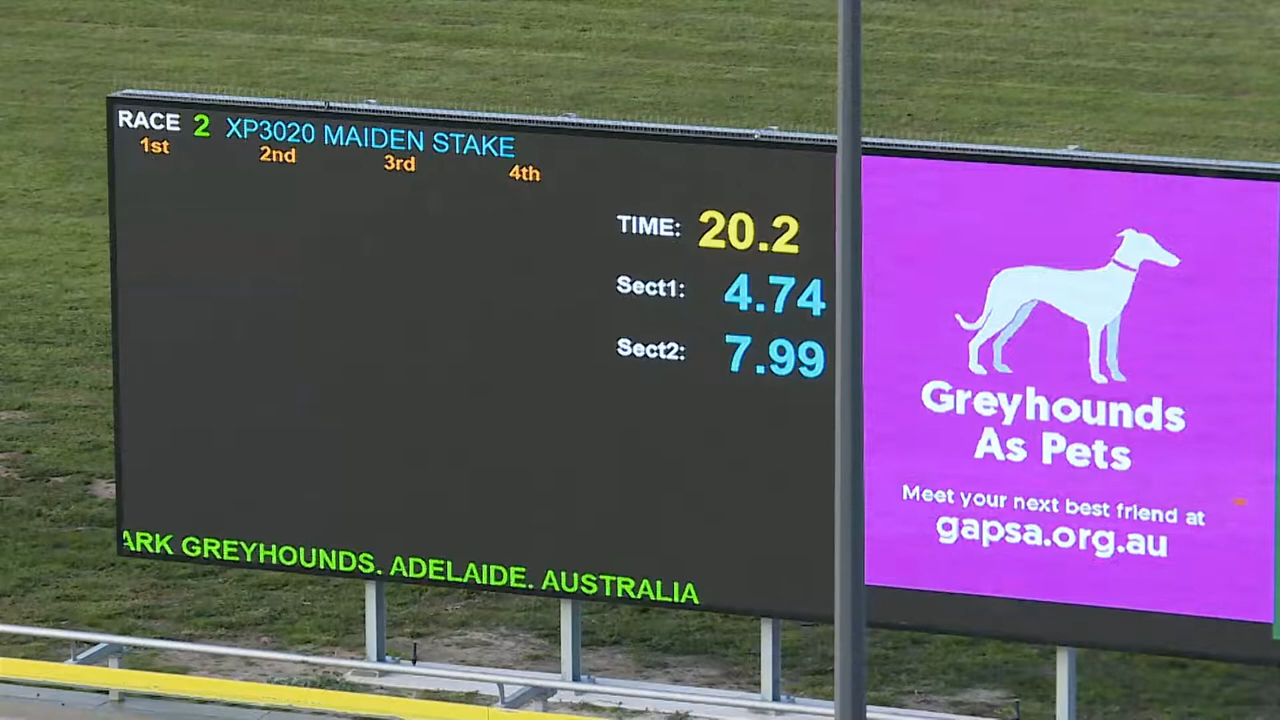 RACE 2 XP3020 MAIDEN STAKE
1st 2nd 3rd 4th
TIME: 20.2
Sect1: 4.74
Sect2: 7.99
ARK GREYHOUNDS. ADELAIDE. AUSTRALIA
Greyhounds
As Pets
Meet your next best friend at
gapsa.org.au